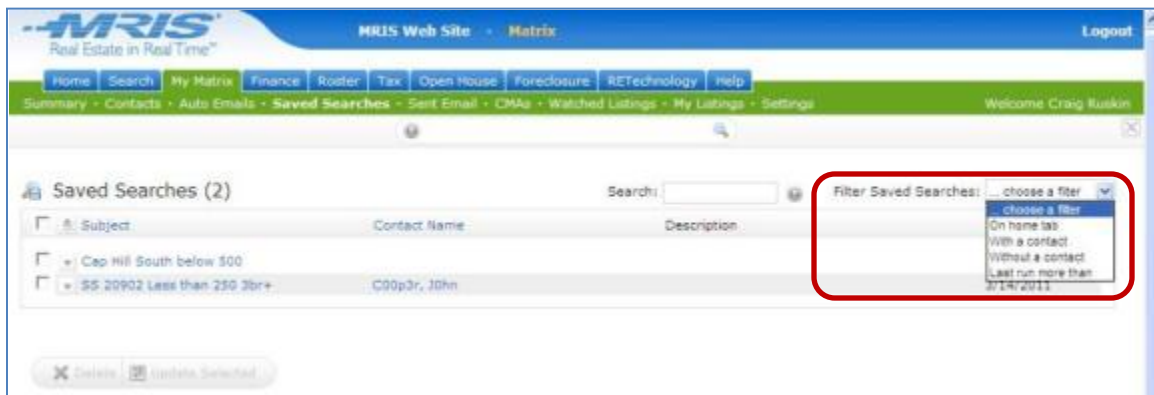 MRIS
Real Estate in Real Time™
MRIS Web Site - Matrix Logout
Home Search My Matrix Finance Roster Tax Open House Foreclosure RETechnology Help
Summary · Contacts · Auto Emails · Saved Searches · Sent Email · CMAs · Watched Listings · My Listings · Settings Welcome Craig Ruskin
Saved Searches (2) Search: Filter Saved Searches: ... choose a filter
... choose a filter
On home tab
With a contact
Without a contact
Last run more than
Subject Contact Name Description
Cap Hill South below 500
SS 20902 Less than 250 3br+ C00p3r, J0hn 3/14/2011
Delete Update Selected